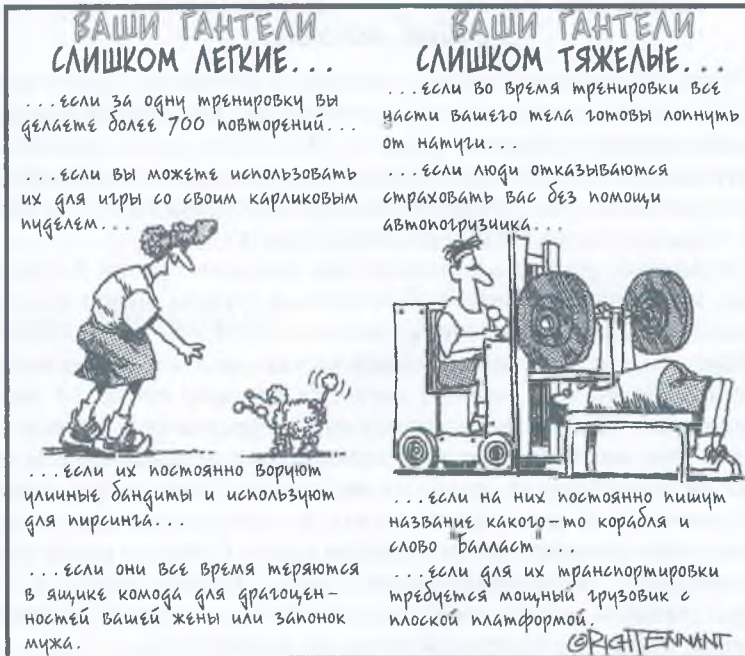 ВАШИ ГАНТЕЛИ
СЛИШКОМ ЛЕГКИЕ...
...если за одну тренировку вы
делаете более 700 повторений...
...если вы можете использовать
их для игры со своим карликовым
пуделем...
...если их постоянно воруют
уличные бандиты и используют
для пирсинга...
...если они все время теряются
в ящике комода для драгоцен-
ностей вашей жены или запонок
мужа.
ВАШИ ГАНТЕЛИ
СЛИШКОМ ТЯЖЕЛЫЕ...
...если во время тренировки все
части вашего тела готовы лопнуть
от натуги...
...если люди отказываются
страховать вас без помощи
автопогрузчика...
...если на них постоянно пишут
название какого-то корабля и
слово "Балласт"...
...если для их транспортировки
требуется мощный грузовик с
плоской платформой.
©RICHTENNANT